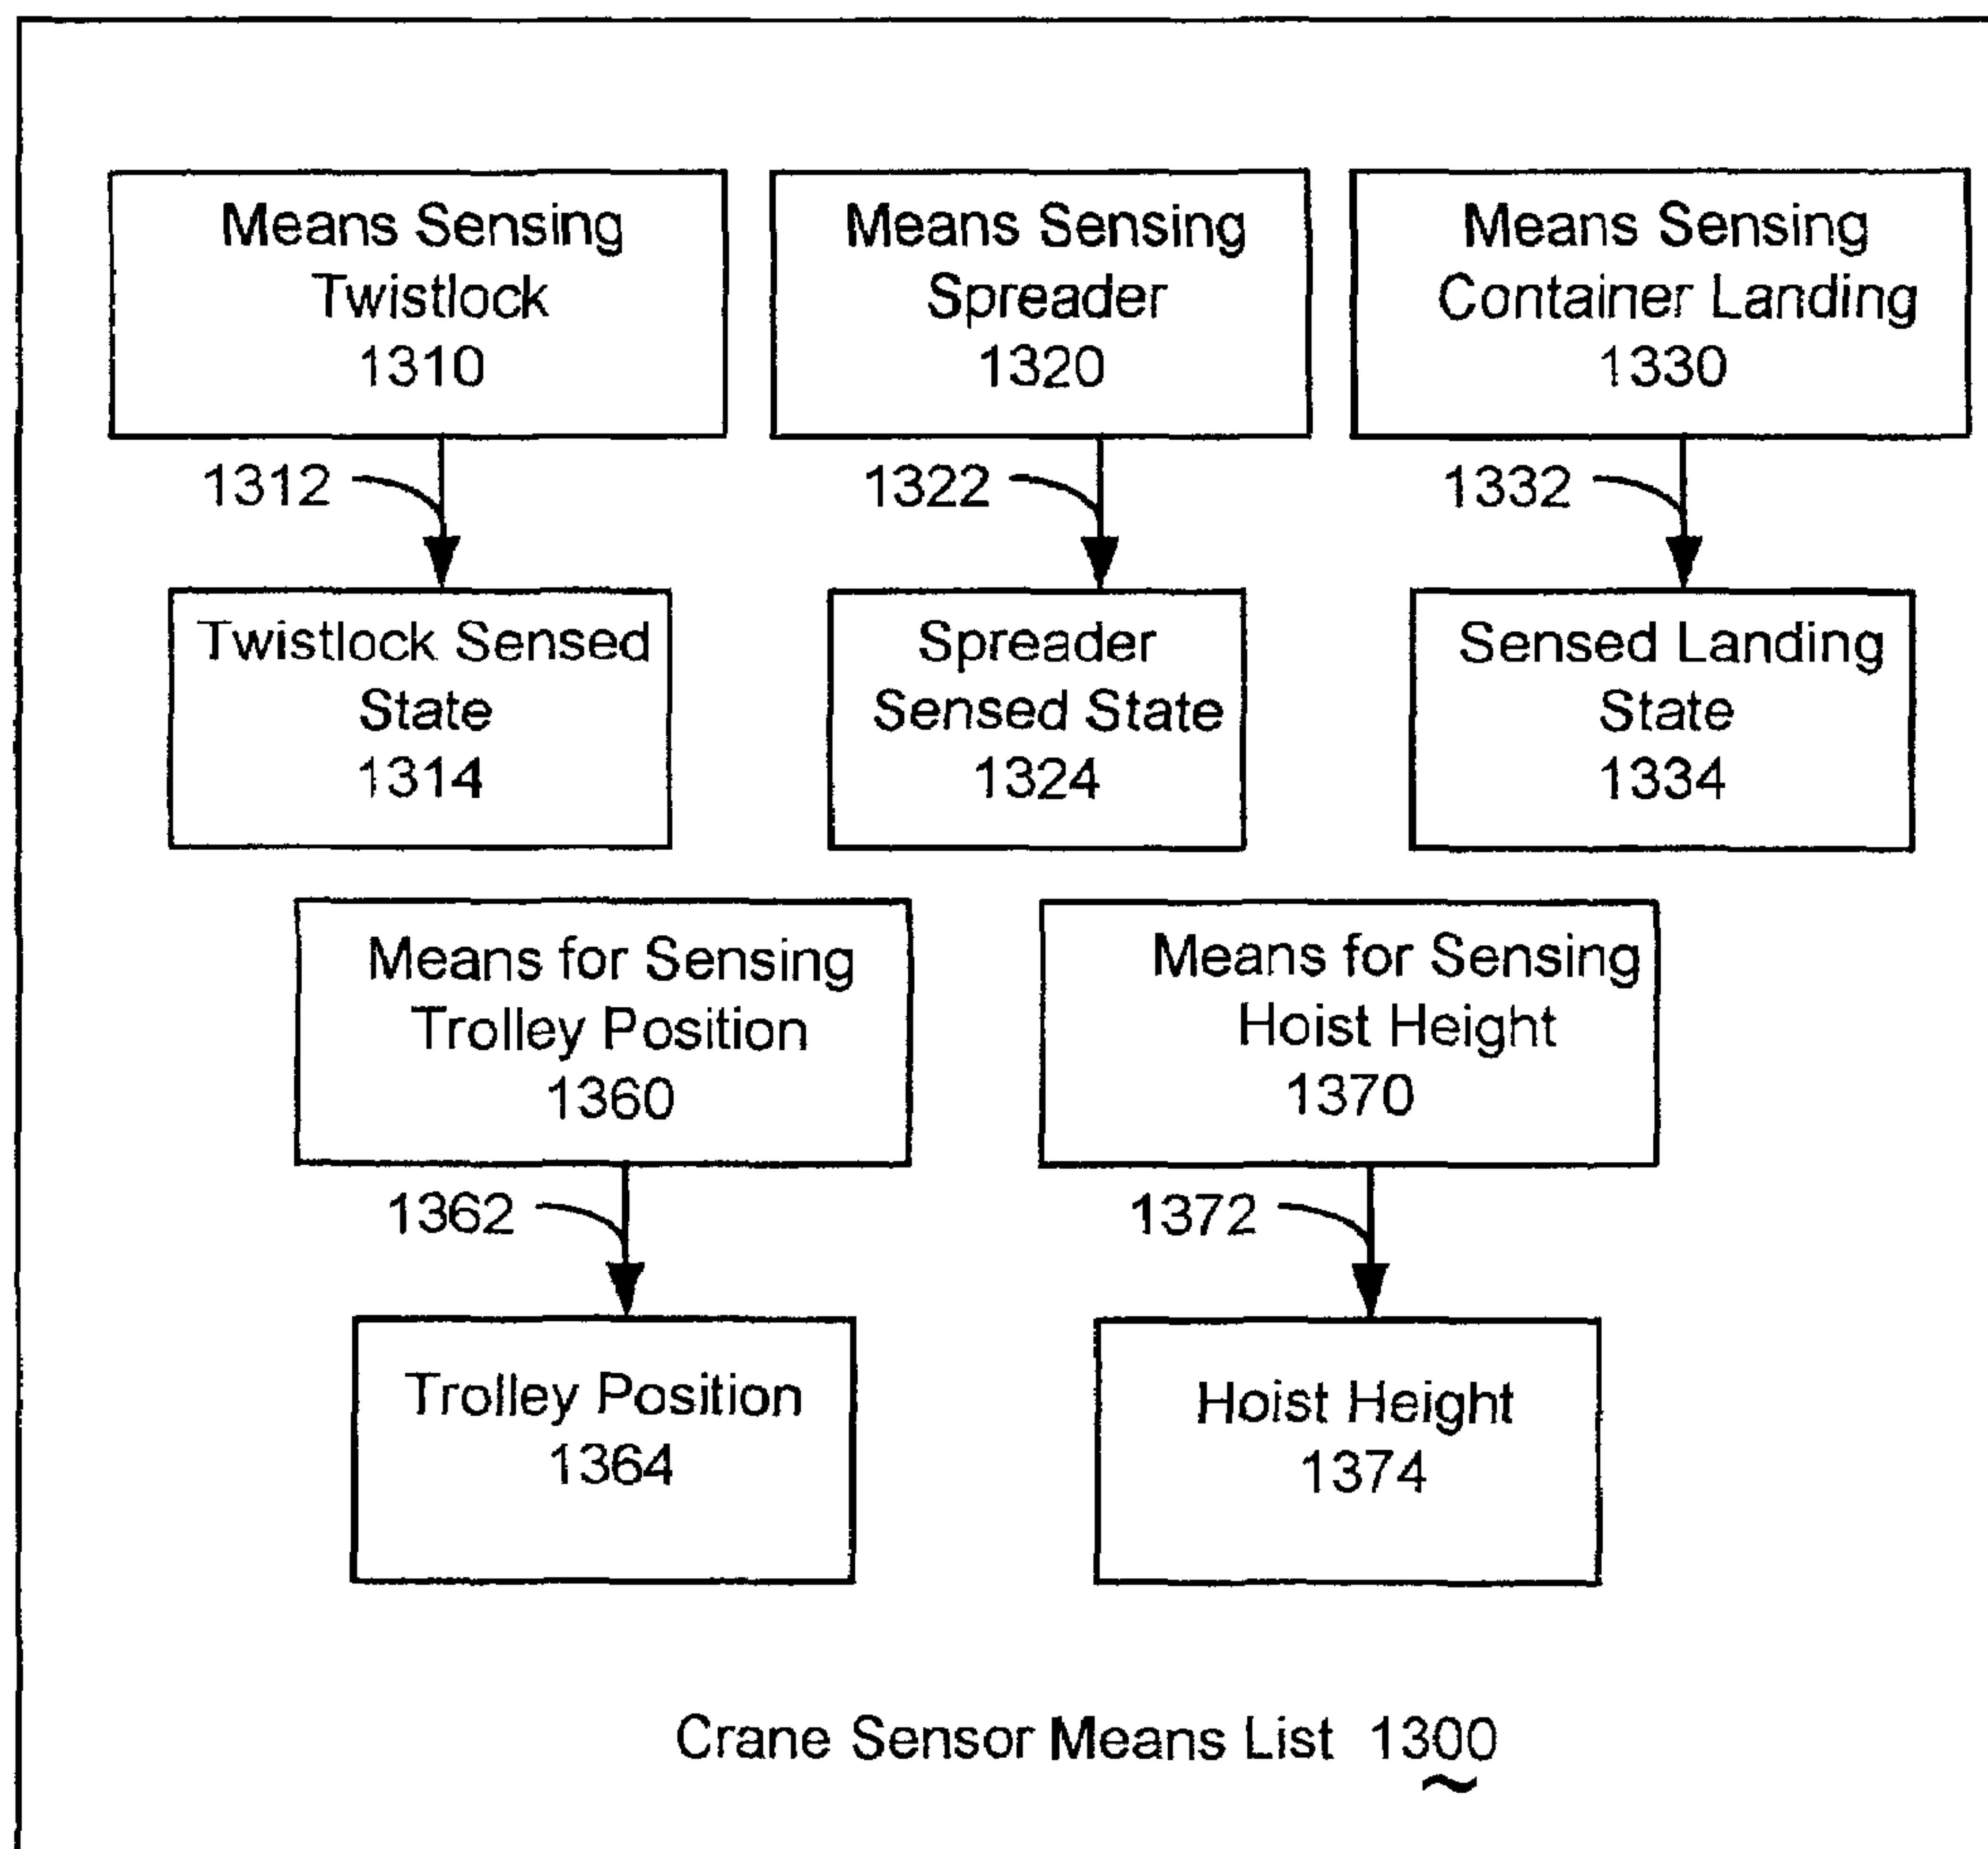 Means Sensing
Twistlock
1310
Means Sensing
Spreader
1320
Means Sensing
Container Landing
1330
1312
1322
1332
Twistlock Sensed
State
1314
Spreader
Sensed State
1324
Sensed Landing
State
1334
Means for Sensing
Trolley Position
1360
Means for Sensing
Hoist Height
1370
1362
1372
Trolley Position
1364
Hoist Height
1374
Crane Sensor Means List 1300